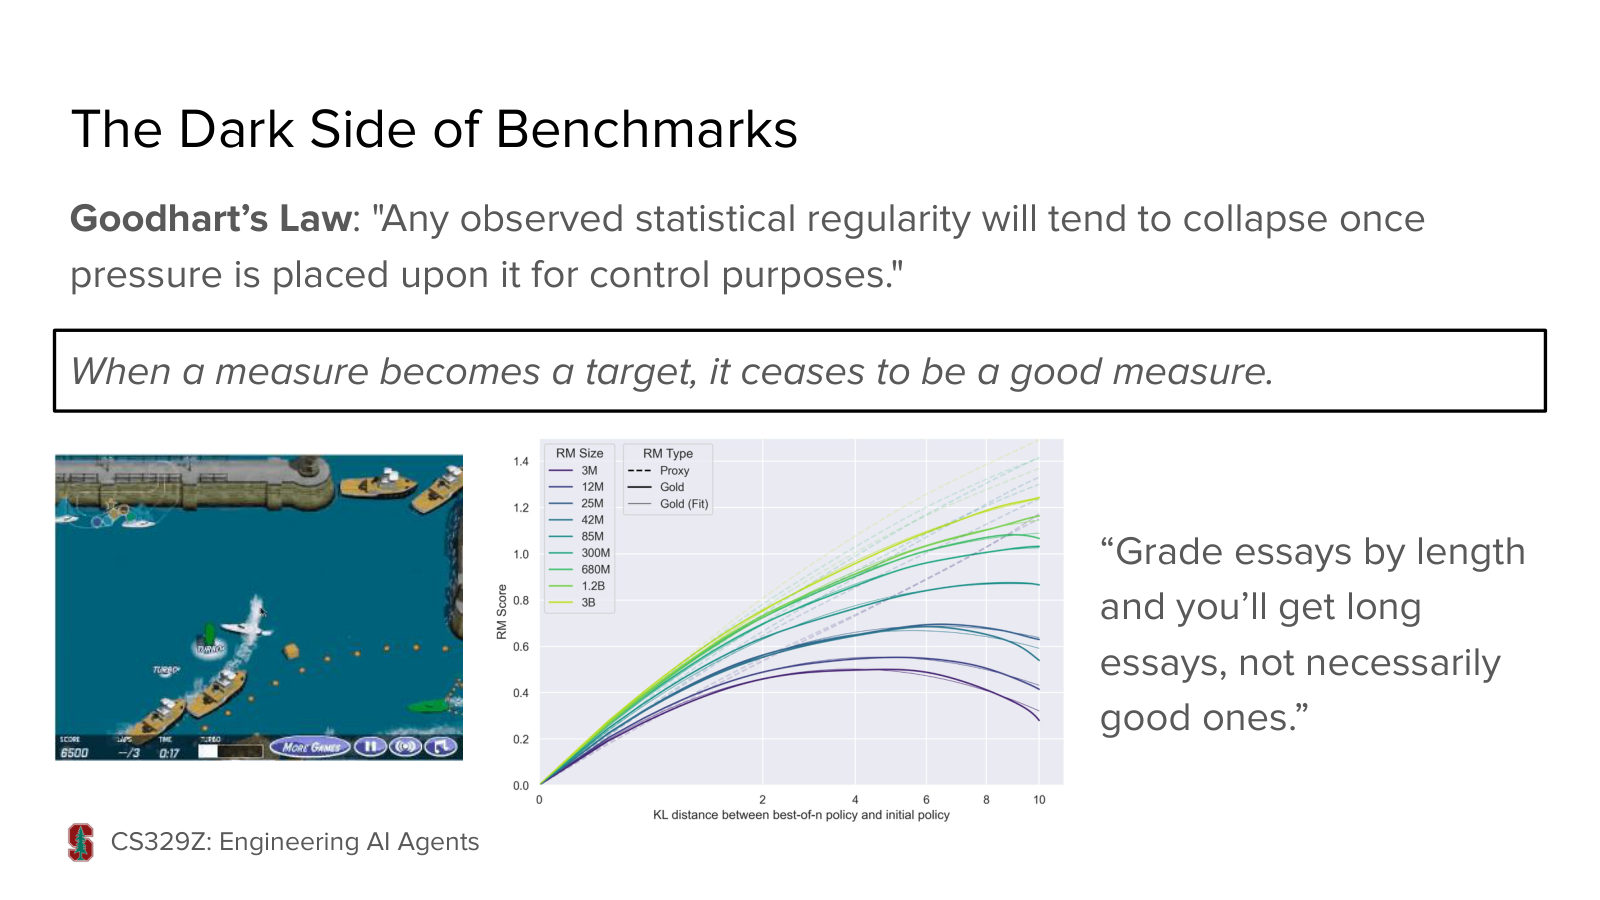 The Dark Side of Benchmarks
Goodhart’s Law: "Any observed statistical regularity will tend to collapse once
pressure is placed upon it for control purposes."
When a measure becomes a target, it ceases to be a good measure.
TURBO
TURBO
SCORE
LAPS
TIME
TURBO
6500
--/3
0:17
MORE GAMES
RM Size
3M
12M
25M
42M
85M
300M
680M
1.2B
3B
RM Type
Proxy
Gold
Gold (Fit)
RM Score
1.4
1.2
1.0
0.8
0.6
0.4
0.2
0.0
0 2 4 6 8 10
KL distance between best-of-n policy and initial policy
“Grade essays by length
and you’ll get long
essays, not necessarily
good ones.”
S
CS329Z: Engineering AI Agents